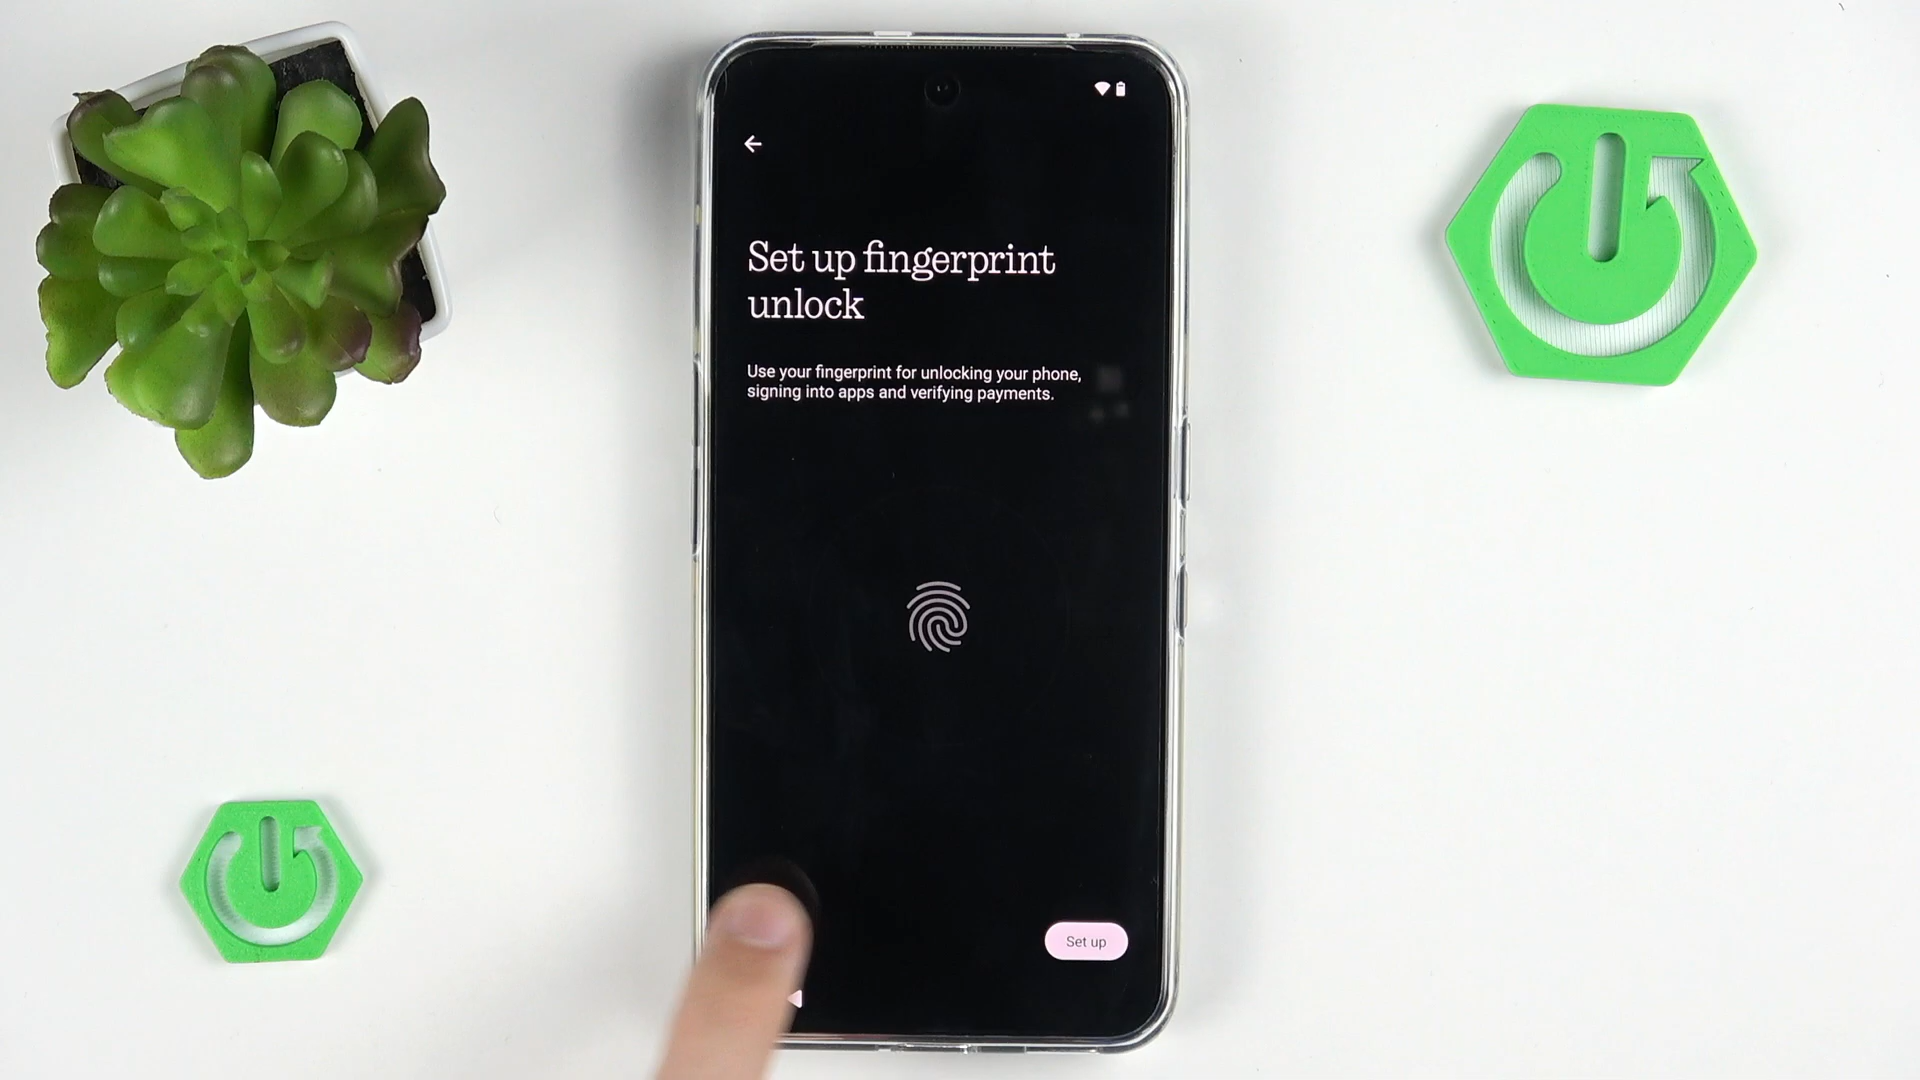 Set up fingerprint
unlock
Use your fingerprint for unlocking your phone,
signing into apps and verifying payments.
Set up